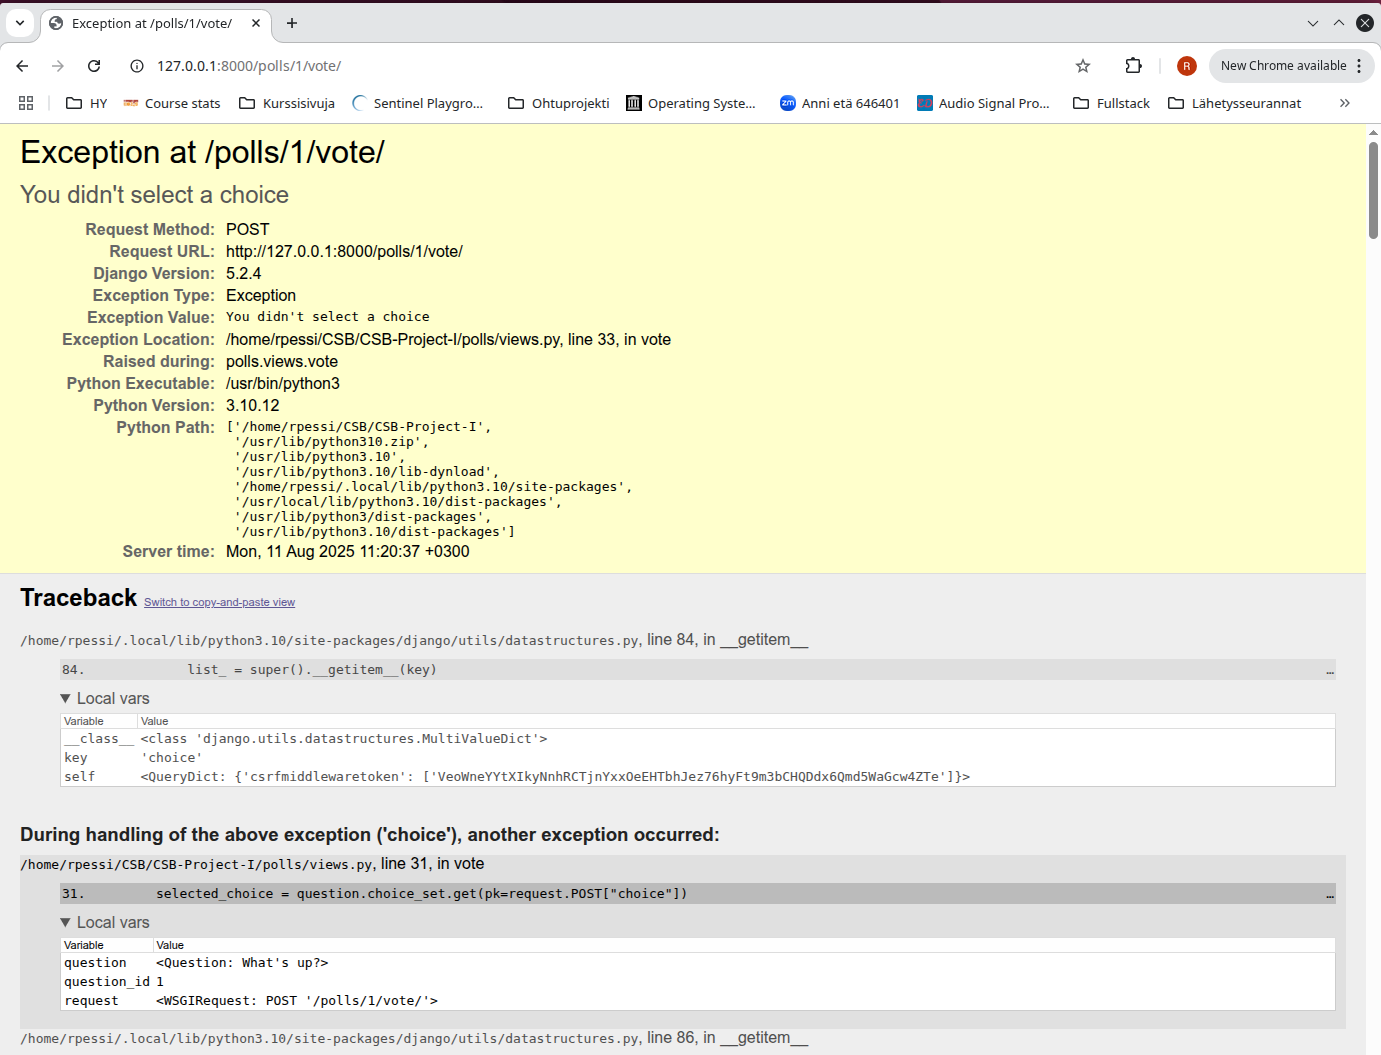 Exception at /polls/1/vote/
127.0.0.1:8000/polls/1/vote/
R
New Chrome available
HY
Course stats
Kurssisivuja
Sentinel Playgro...
Ohtuprojekti
Operating Syste...
zm
Anni etä 646401
Audio Signal Pro...
Fullstack
Lähetysseurannat
Exception at /polls/1/vote/
You didn't select a choice
Request Method: POST
Request URL: http://127.0.0.1:8000/polls/1/vote/
Django Version: 5.2.4
Exception Type: Exception
Exception Value: You didn't select a choice
Exception Location: /home/rpessi/CSB/CSB-Project-I/polls/views.py, line 33, in vote
Raised during: polls.views.vote
Python Executable: /usr/bin/python3
Python Version: 3.10.12
Python Path: ['/home/rpessi/CSB/CSB-Project-I',
'/usr/lib/python310.zip',
'/usr/lib/python3.10',
'/usr/lib/python3.10/lib-dynload',
'/home/rpessi/.local/lib/python3.10/site-packages',
'/usr/local/lib/python3.10/dist-packages',
'/usr/lib/python3/dist-packages',
'/usr/lib/python3.10/dist-packages']
Server time: Mon, 11 Aug 2025 11:20:37 +0300
Traceback Switch to copy-and-paste view
/home/rpessi/.local/lib/python3.10/site-packages/django/utils/datastructures.py, line 84, in __getitem__
84. list_ = super().__getitem__(key) …
▼ Local vars
Variable Value
__class__ <class 'django.utils.datastructures.MultiValueDict'>
key 'choice'
self <QueryDict: {'csrfmiddlewaretoken': ['VeoWneYYtXIkyNnhRCTjnYxxOeEHTbhJez76hyFt9m3bCHQDdx6Qmd5WaGcw4ZTe']}>
During handling of the above exception ('choice'), another exception occurred:
/home/rpessi/CSB/CSB-Project-I/polls/views.py, line 31, in vote
31. selected_choice = question.choice_set.get(pk=request.POST["choice"]) …
▼ Local vars
Variable Value
question <Question: What's up?>
question_id 1
request <WSGIRequest: POST '/polls/1/vote/'>
/home/rpessi/.local/lib/python3.10/site-packages/django/utils/datastructures.py, line 86, in __getitem__